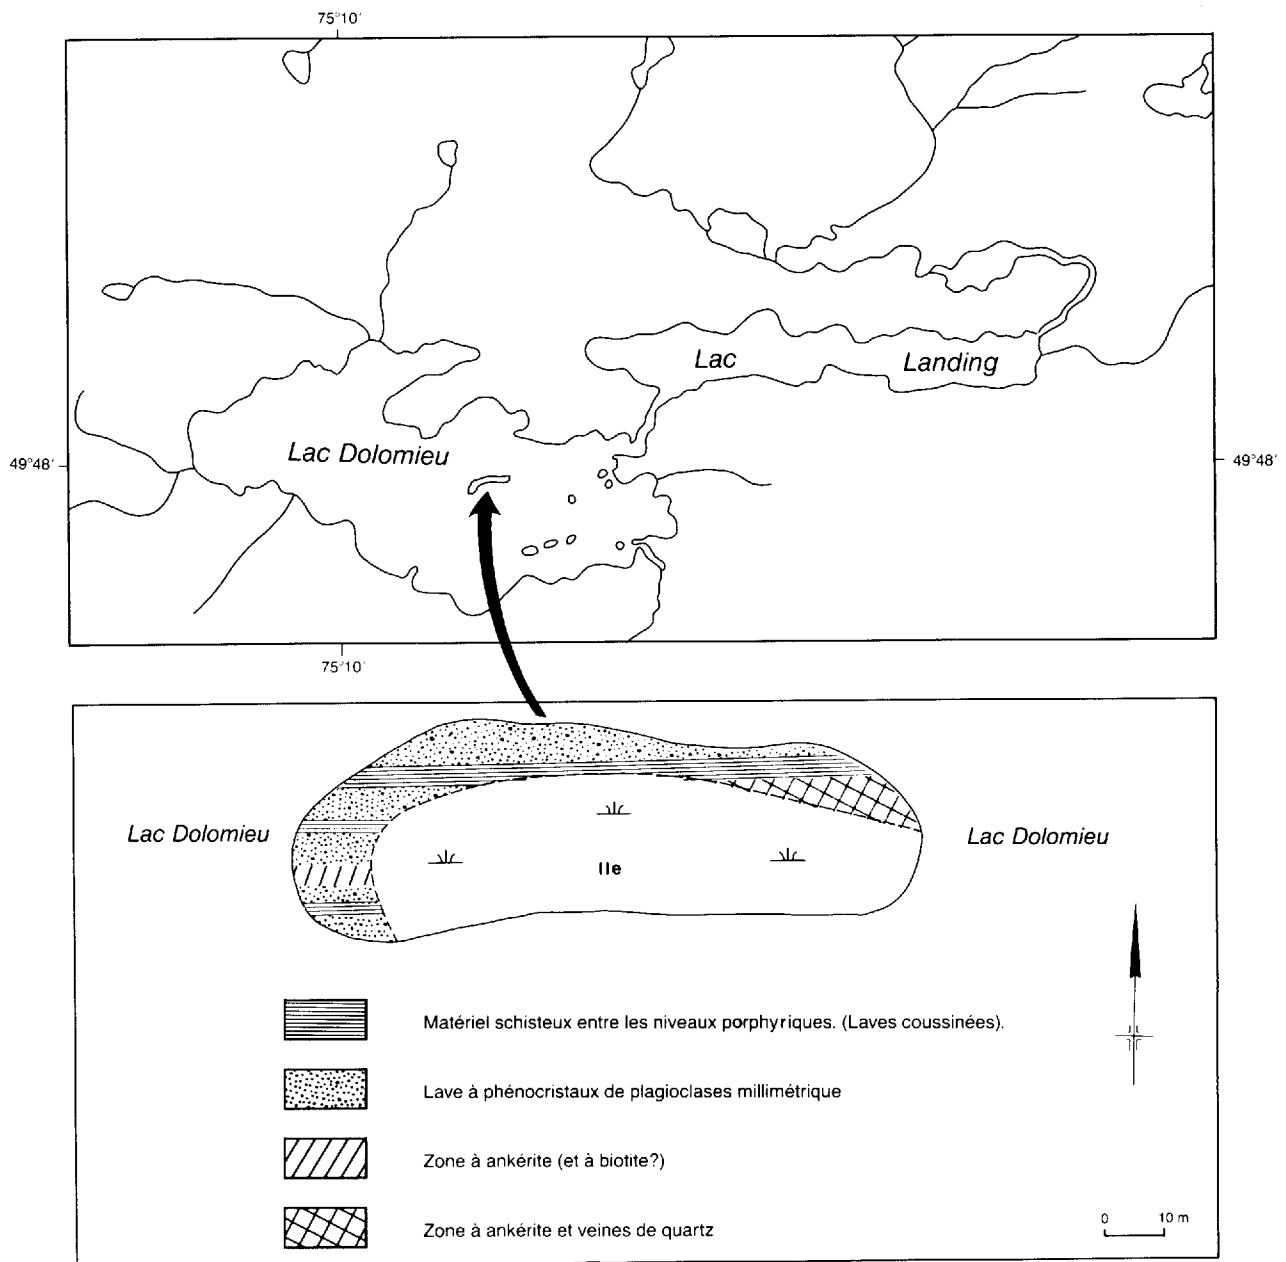 75°10'
Lac Landing
Lac Dolomieu
49°48'
49°48'
75°10'
Lac Dolomieu
Lac Dolomieu
Ile
Matériel schisteux entre les niveaux porphyriques. (Laves coussinées).
Lave à phénocristaux de plagioclases millimétrique
Zone à ankérite (et à biotite?)
Zone à ankérite et veines de quartz
0 10 m